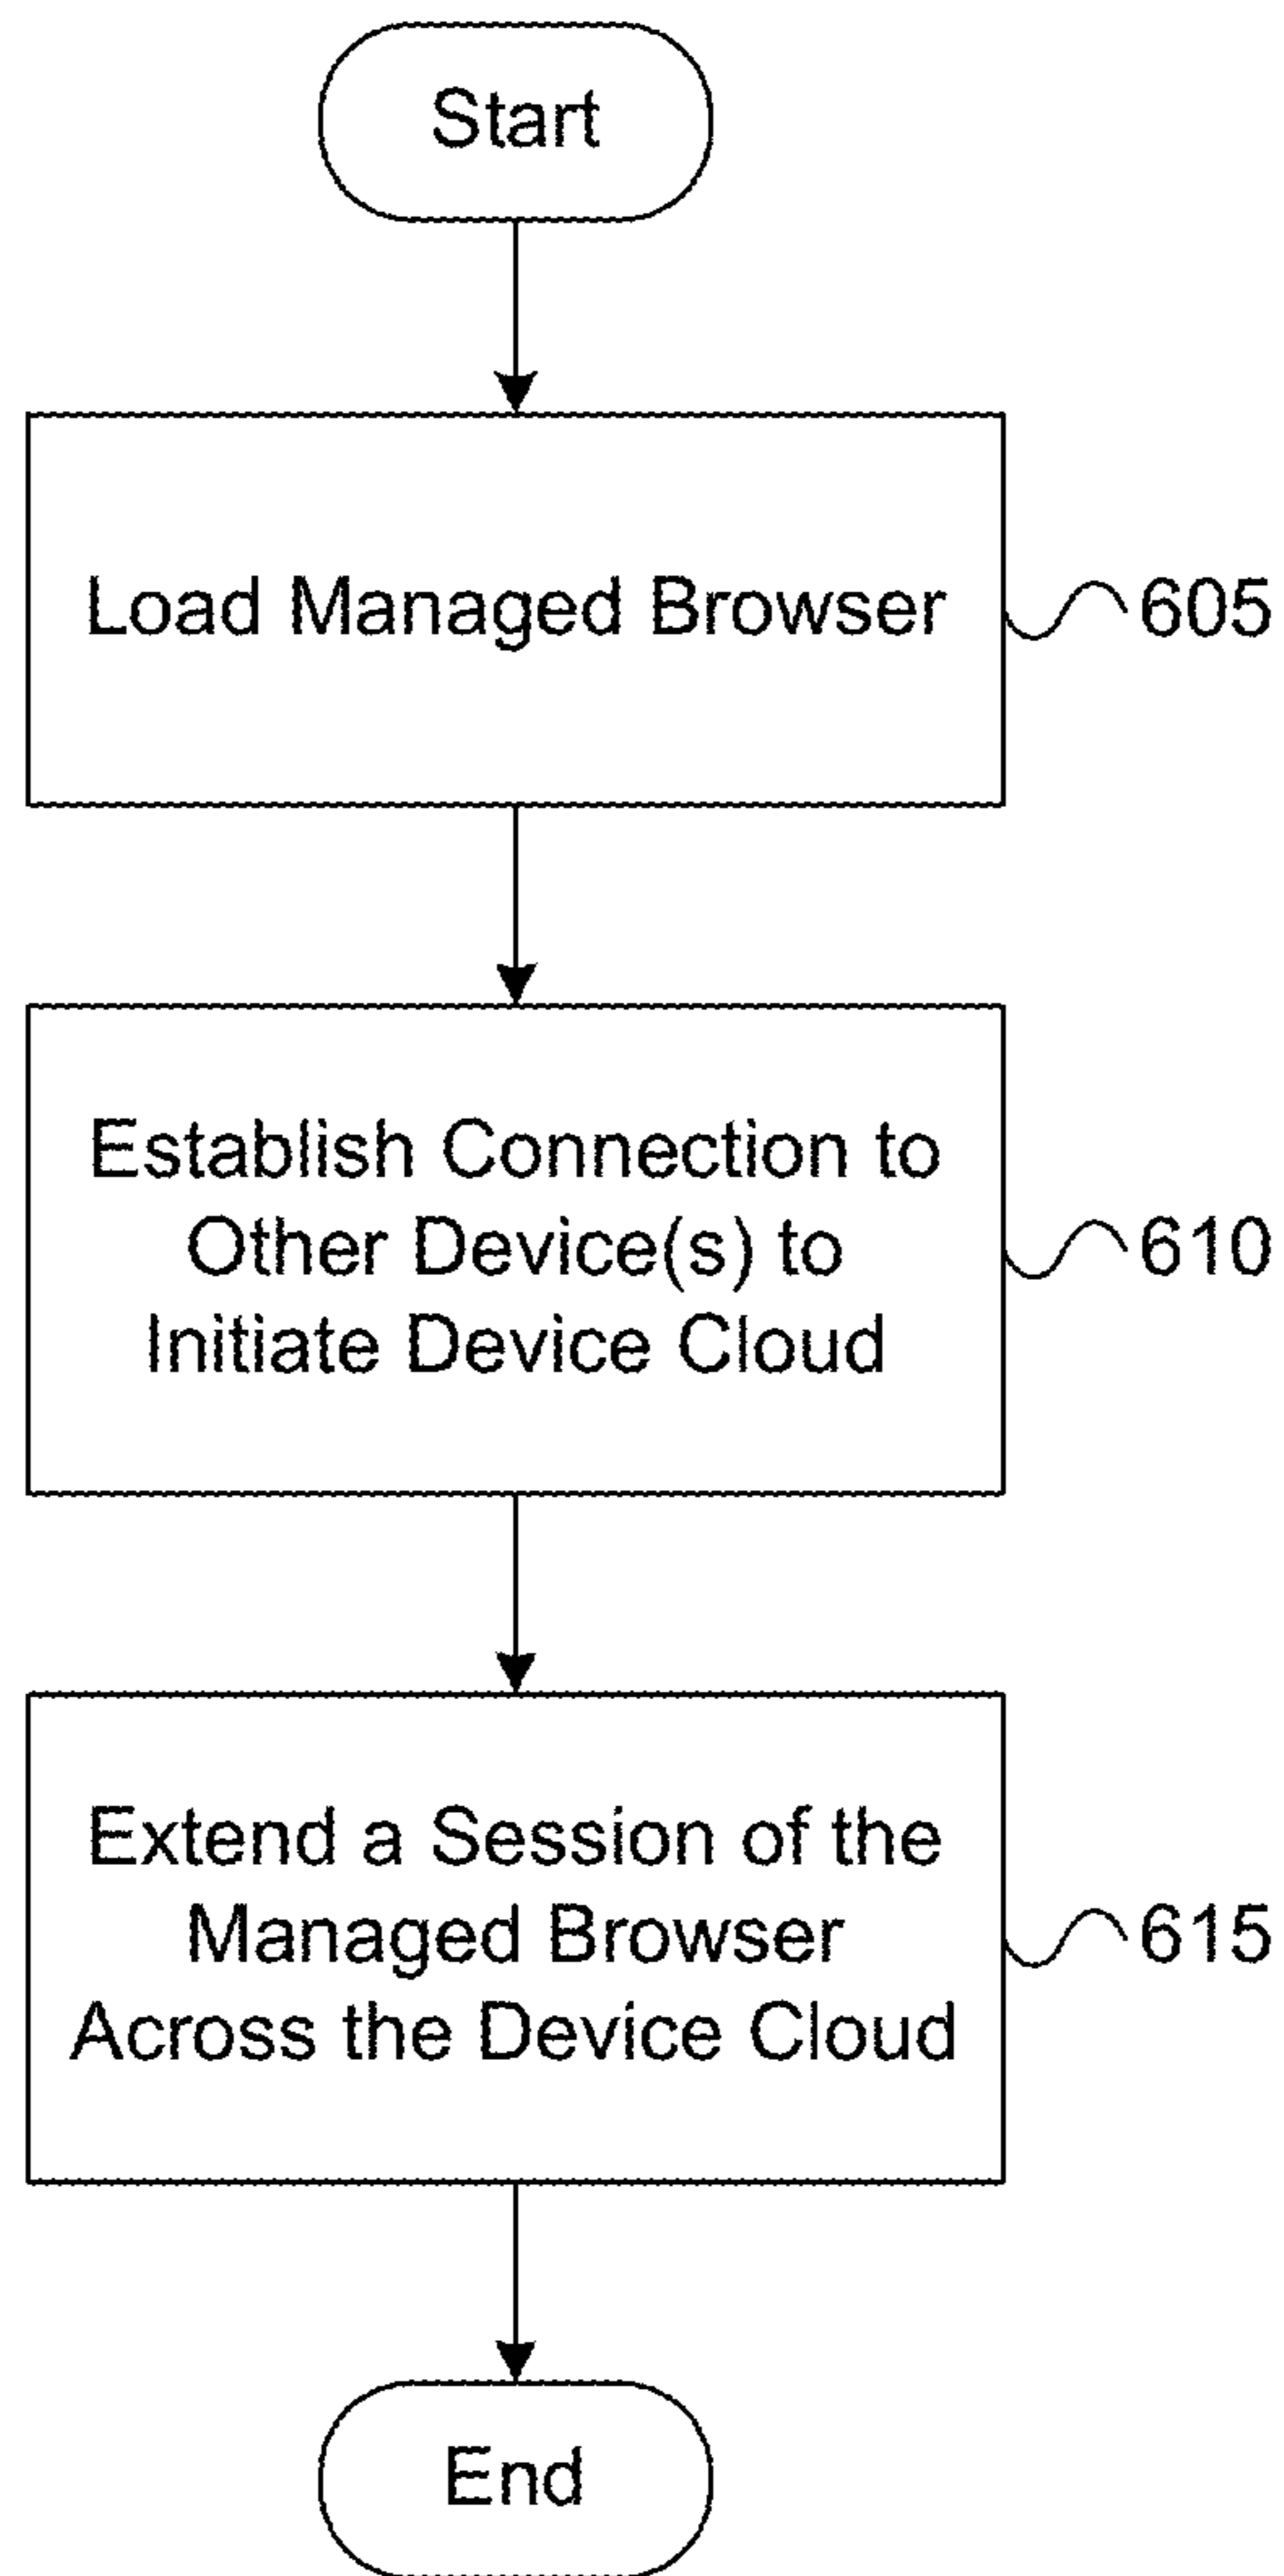 Start
Load Managed Browser
605
Establish Connection to
Other Device(s) to
Initiate Device Cloud
610
Extend a Session of the
Managed Browser
Across the Device Cloud
615
End